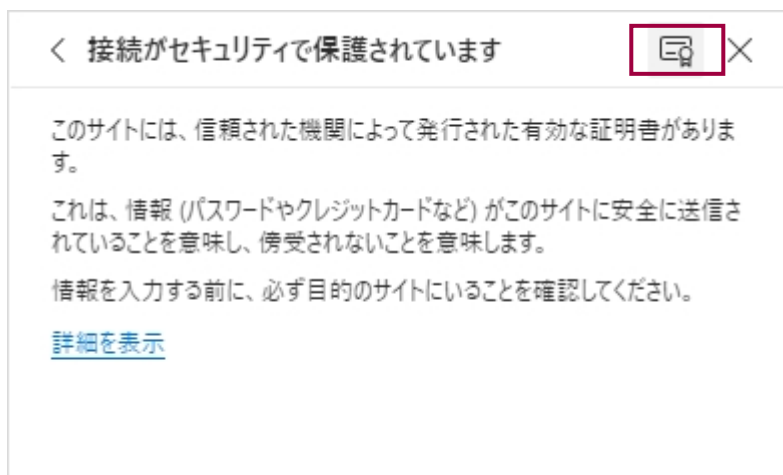 接続がセキュリティで保護されています
このサイトには、信頼された機関によって発行された有効な証明書がありま
す。
これは、情報 (パスワードやクレジットカードなど) がこのサイトに安全に送信さ
れていることを意味し、傍受されないことを意味します。
情報を入力する前に、必ず目的のサイトにいることを確認してください。
詳細を表示